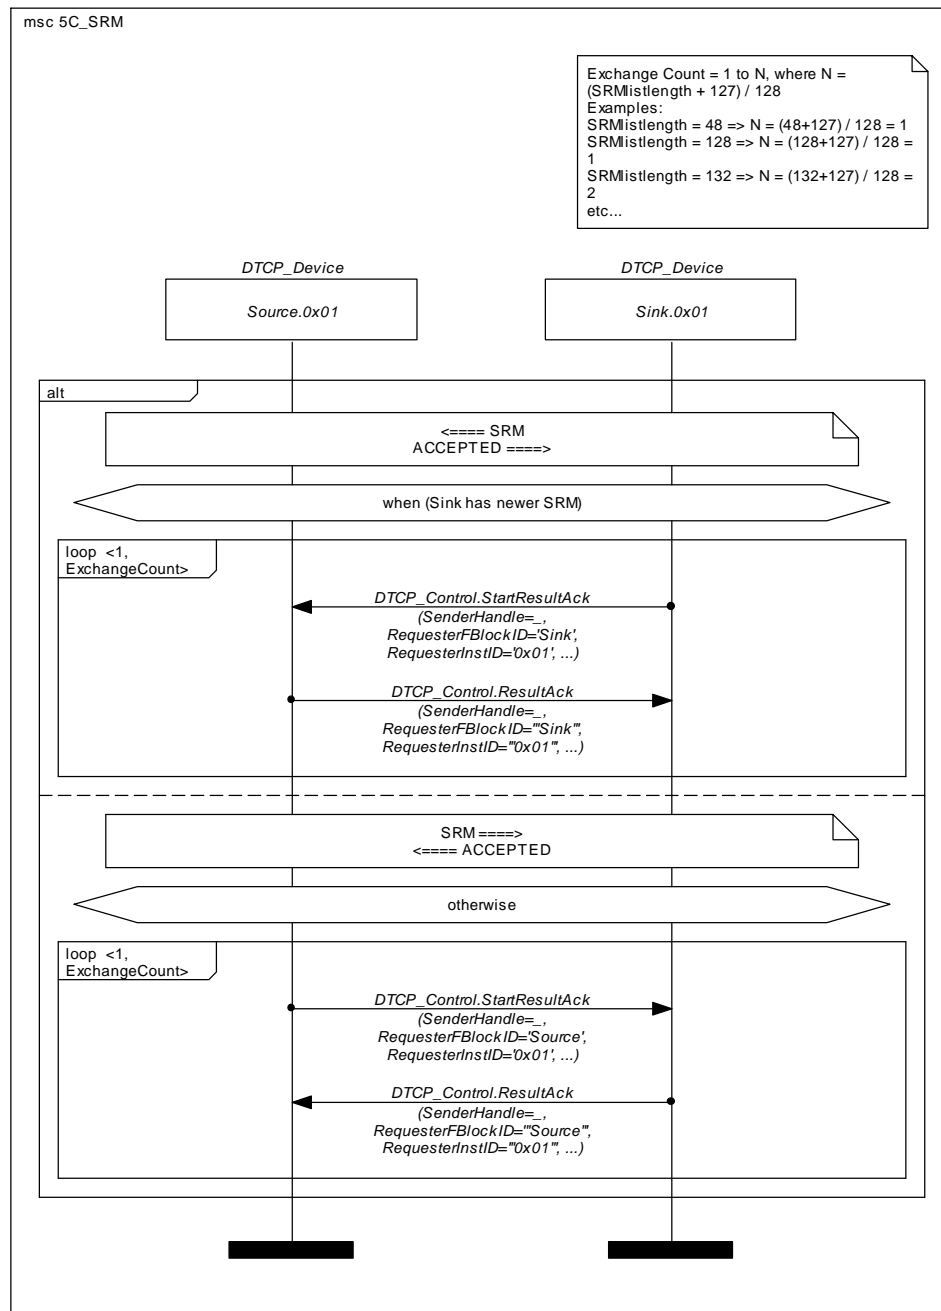 msc 5C_SRM
Exchange Count = 1 to N, where N =
(SRMlistlength + 127) / 128
Examples:
SRMlistlength = 48 => N = (48+127) / 128 = 1
SRMlistlength = 128 => N = (128+127) / 128 =
1
SRMlistlength = 132 => N = (132+127) / 128 =
2
etc...
DTCP_Device
DTCP_Device
Source.0x01
Sink.0x01
alt
<==== SRM
ACCEPTED ====>
when (Sink has newer SRM)
loop <1,
ExchangeCount>
DTCP_Control.StartResultAck
(SenderHandle=_,
RequesterFBlockID='Sink',
RequesterInstID='0x01', ...)
DTCP_Control.ResultAck
(SenderHandle=_,
RequesterFBlockID='"Sink"',
RequesterInstID='"0x01"', ...)
SRM ====>
<==== ACCEPTED
otherwise
loop <1,
ExchangeCount>
DTCP_Control.StartResultAck
(SenderHandle=_,
RequesterFBlockID='Source',
RequesterInstID='0x01', ...)
DTCP_Control.ResultAck
(SenderHandle=_,
RequesterFBlockID='"Source"',
RequesterInstID='"0x01"', ...)